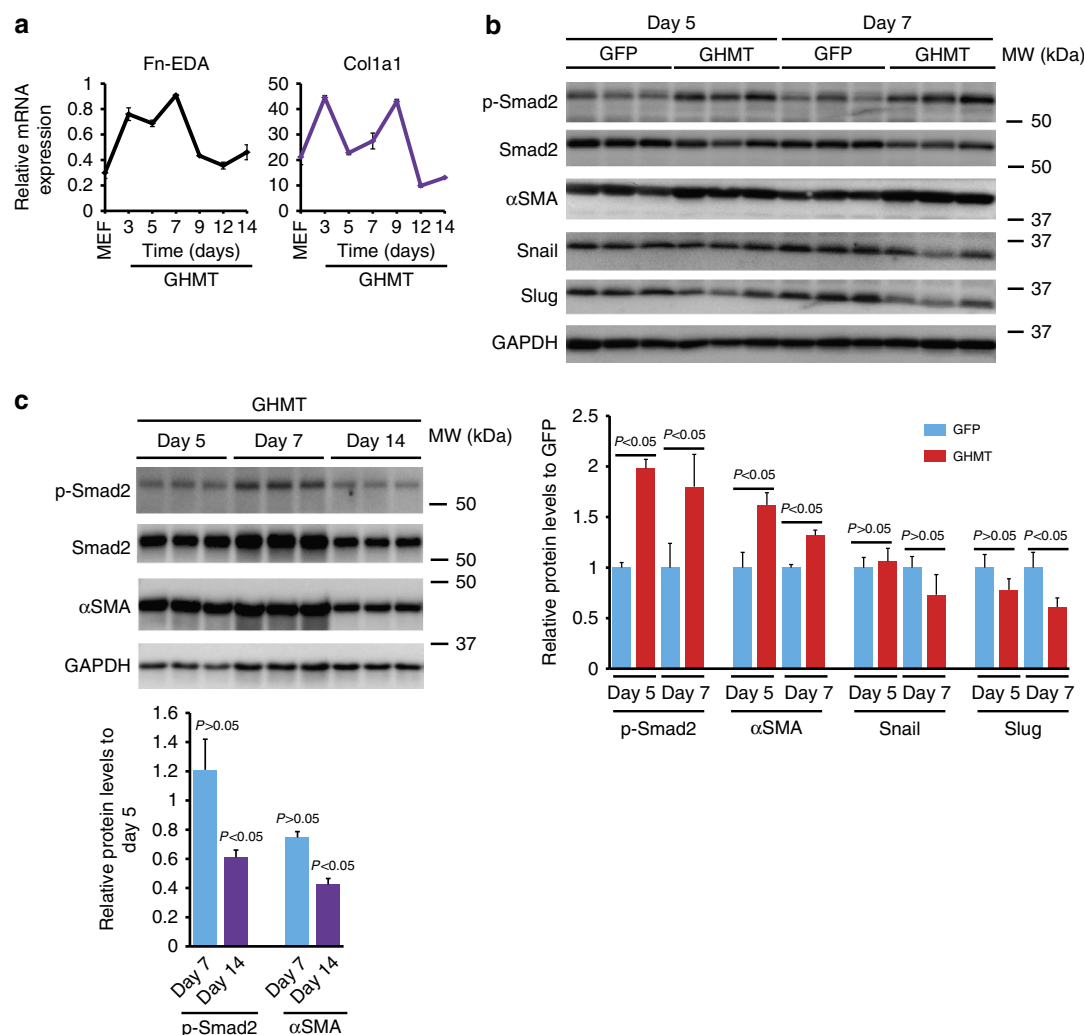 a
Fn-EDA
Col1a1
Relative mRNA
expression
1
0.8
0.6
0.4
0.2
0
50
40
30
20
10
0
MEF
3 5 7 9 12 14
MEF
3 5 7 9 12 14
Time (days)
Time (days)
GHMT
GHMT
b
Day 5
Day 7
GFP
GHMT
GFP
GHMT
MW (kDa)
p-Smad2
50
Smad2
50
αSMA
37
Snail
37
Slug
37
GAPDH
37
Relative protein levels to GFP
2.5
2
1.5
1
0.5
0
GFP
GHMT
P<0.05
P<0.05
P<0.05
P<0.05
P>0.05
P>0.05
P>0.05
P<0.05
Day 5
Day 7
Day 5
Day 7
Day 5
Day 7
Day 5
Day 7
p-Smad2
αSMA
Snail
Slug
c
GHMT
Day 5
Day 7
Day 14
MW (kDa)
p-Smad2
50
Smad2
50
αSMA
50
37
GAPDH
Relative protein levels to
day 5
1.6
1.4
1.2
1
0.8
0.6
0.4
0.2
0
P>0.05
P<0.05
P>0.05
P<0.05
Day 7
Day 14
Day 7
Day 14
p-Smad2
αSMA